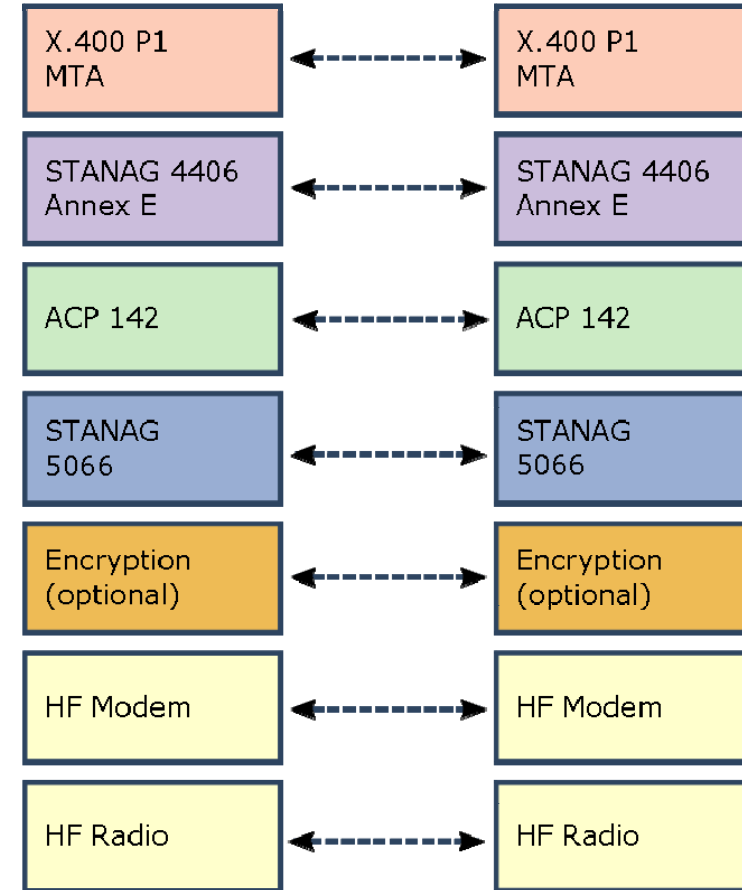 X.400 P1
MTA
X.400 P1
MTA
STANAG 4406
Annex E
STANAG 4406
Annex E
ACP 142
ACP 142
STANAG
5066
STANAG
5066
Encryption
(optional)
Encryption
(optional)
HF Modem
HF Modem
HF Radio
HF Radio